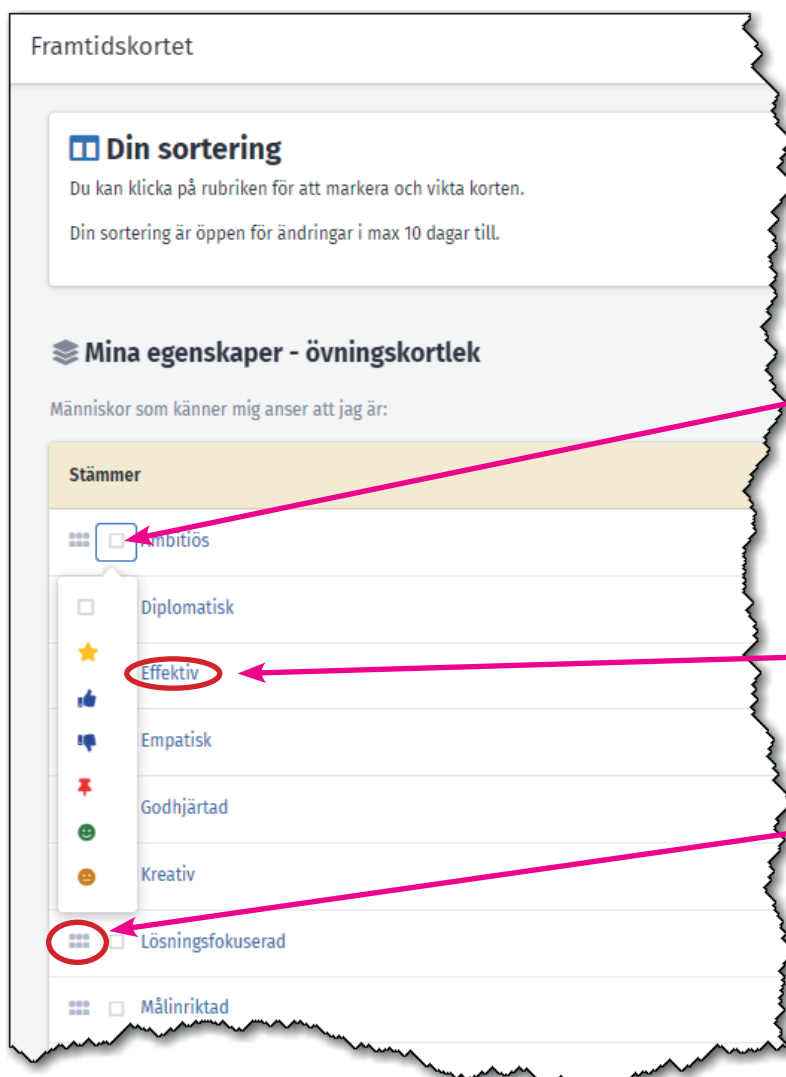 Framtidskortet
Din sortering
Du kan klicka på rubriken för att markera och vikta korten.
Din sortering är öppen för ändringar i max 10 dagar till.
Mina egenskaper - övningskortlek
Människor som känner mig anser att jag är:
Stämmer
Ambitiös
Diplomatisk
Effektiv
Empatisk
Godhjärtad
Kreativ
Lösningsfokuserad
Målinriktad